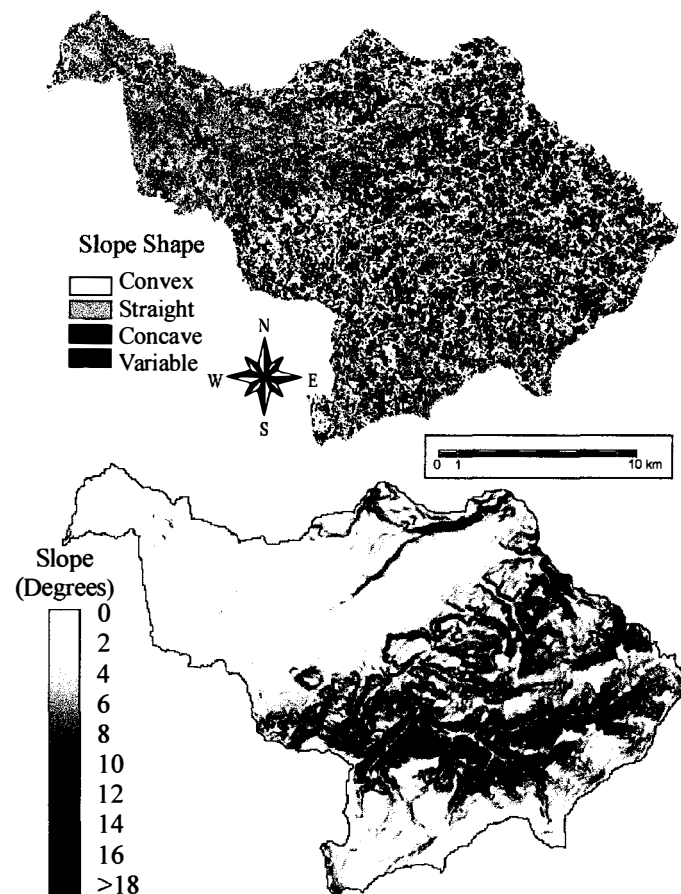 Slope Shape
Convex
Straight
Concave
Variable
N
W E
S
0 1 10 km
Slope
(Degrees)
0
2
4
6
8
10
12
14
16
>18